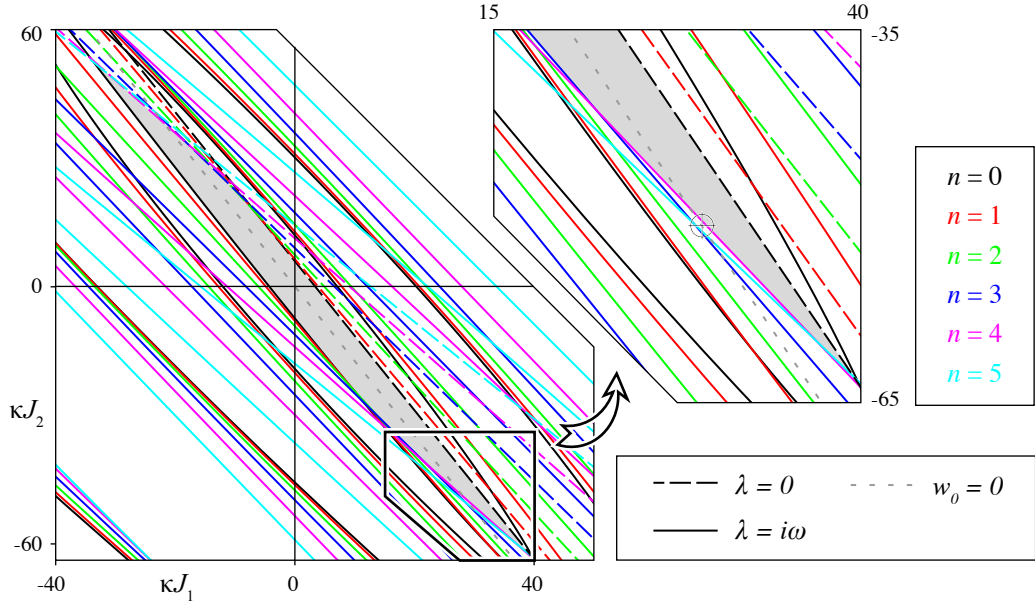 15 40
60
-35
0
κJ₂
-65
-60
-40 κJ₁ 0 40
n = 0
n = 1
n = 2
n = 3
n = 4
n = 5
λ = 0 w₀ = 0
λ = iω